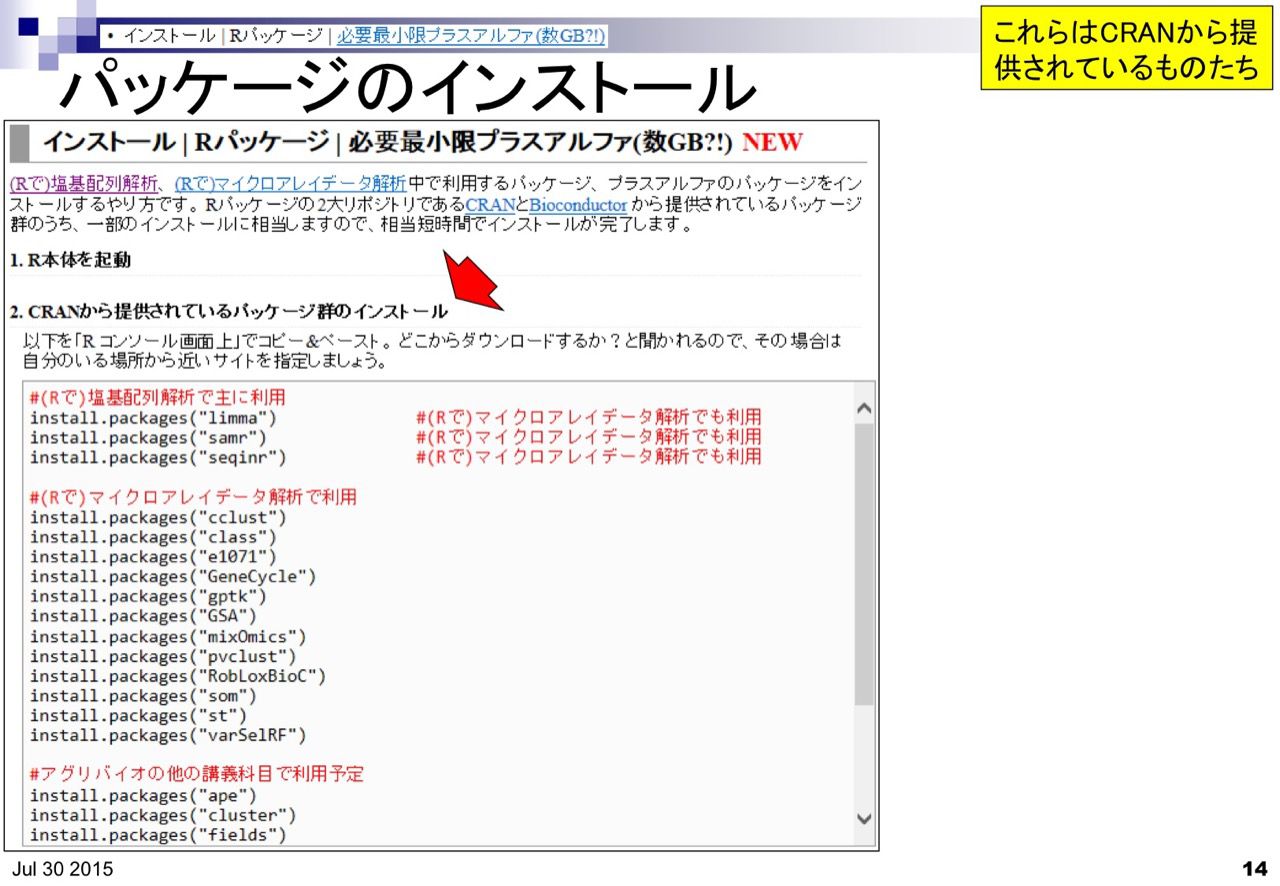 • インストール | Rパッケージ | 必要最小限プラスアルファ(数GB?!)
これらはCRANから提
供されているものたち
パッケージのインストール
インストール | Rパッケージ | 必要最小限プラスアルファ(数GB?!) NEW
(Rで)塩基配列解析、(Rで)マイクロアレイデータ解析中で利用するパッケージ、プラスアルファのパッケージをイン
ストールするやり方です。Rパッケージの2大リポジトリであるCRANとBioconductorから提供されているパッケージ
群のうち、一部のインストールに相当しますので、相当短時間でインストールが完了します。
1. R本体を起動
2. CRANから提供されているパッケージ群のインストール
以下を「R コンソール画面上」でコピー&ペースト。どこからダウンロードするか？と聞かれるので、その場合は
自分のいる場所から近いサイトを指定しましょう。
#(Rで)塩基配列解析で主に利用
install.packages("limma") #(Rで)マイクロアレイデータ解析でも利用
install.packages("samr") #(Rで)マイクロアレイデータ解析でも利用
install.packages("seqinr") #(Rで)マイクロアレイデータ解析でも利用
#(Rで)マイクロアレイデータ解析で利用
install.packages("cclust")
install.packages("class")
install.packages("e1071")
install.packages("GeneCycle")
install.packages("gptk")
install.packages("GSA")
install.packages("mixOmics")
install.packages("pvclust")
install.packages("RobLoxBioC")
install.packages("som")
install.packages("st")
install.packages("varSelRF")
#アグリバイオの他の講義科目で利用予定
install.packages("ape")
install.packages("cluster")
install.packages("fields")
Jul 30 2015
14